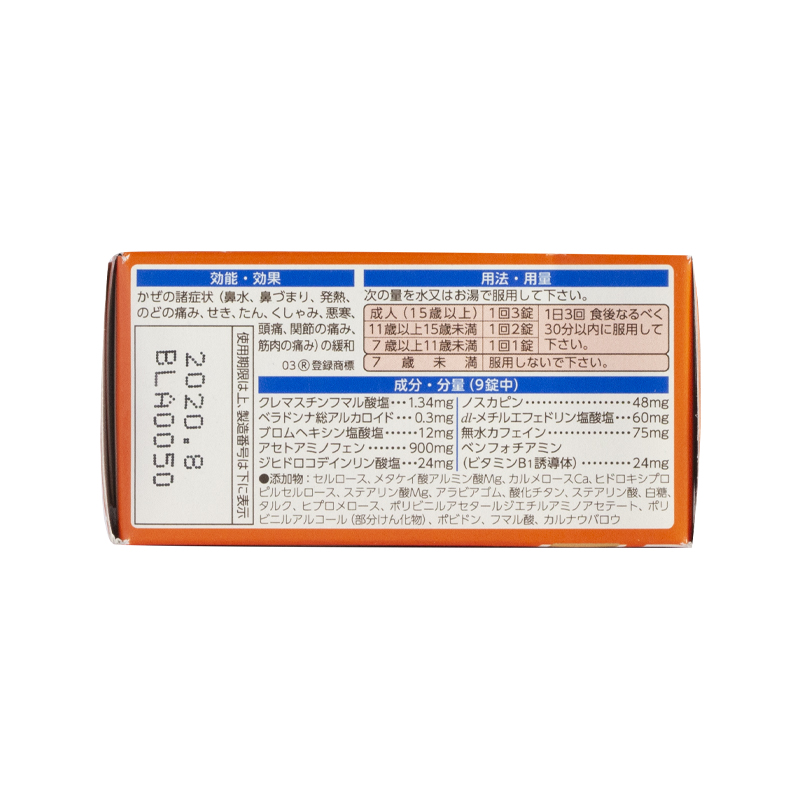 効能・効果
かぜの諸症状（鼻水、鼻づまり、発熱、
のどの痛み、せき、たん、くしゃみ、悪寒、
頭痛、関節の痛み、
筋肉の痛み）の緩和
03Ⓡ登録商標
使用期限は上、製造番号は下に表示
2020.8
BLA0050
用法・用量
次の量を水又はお湯で服用して下さい。
成人（15歳以上） 1回3錠 1日3回 食後なるべく
11歳以上15歳未満 1回2錠 30分以内に服用して
7歳以上11歳未満 1回1錠 下さい。
7歳未満 服用しないで下さい。
成分・分量（9錠中）
クレマスチンフマル酸塩…1.34mg
ベラドンナ総アルカロイド…0.3mg
ブロムヘキシン塩酸塩………12mg
アセトアミノフェン………900mg
ジヒドロコデインリン酸塩…24mg
ノスカピン………………48mg
dl-メチルエフェドリン塩酸塩…60mg
無水カフェイン……………75mg
ベンフォチアミン
（ビタミンB1誘導体）………24mg
●添加物：セルロース、メタケイ酸アルミン酸Mg、カルメロースCa、ヒドロキシプロ
ピルセルロース、ステアリン酸Mg、アラビアゴム、酸化チタン、ステアリン酸、白糖、
タルク、ヒプロメロース、ポリビニルアセタールジエチルアミノアセテート、ポリ
ビニルアルコール（部分けん化物）、ポビドン、フマル酸、カルナウバロウ